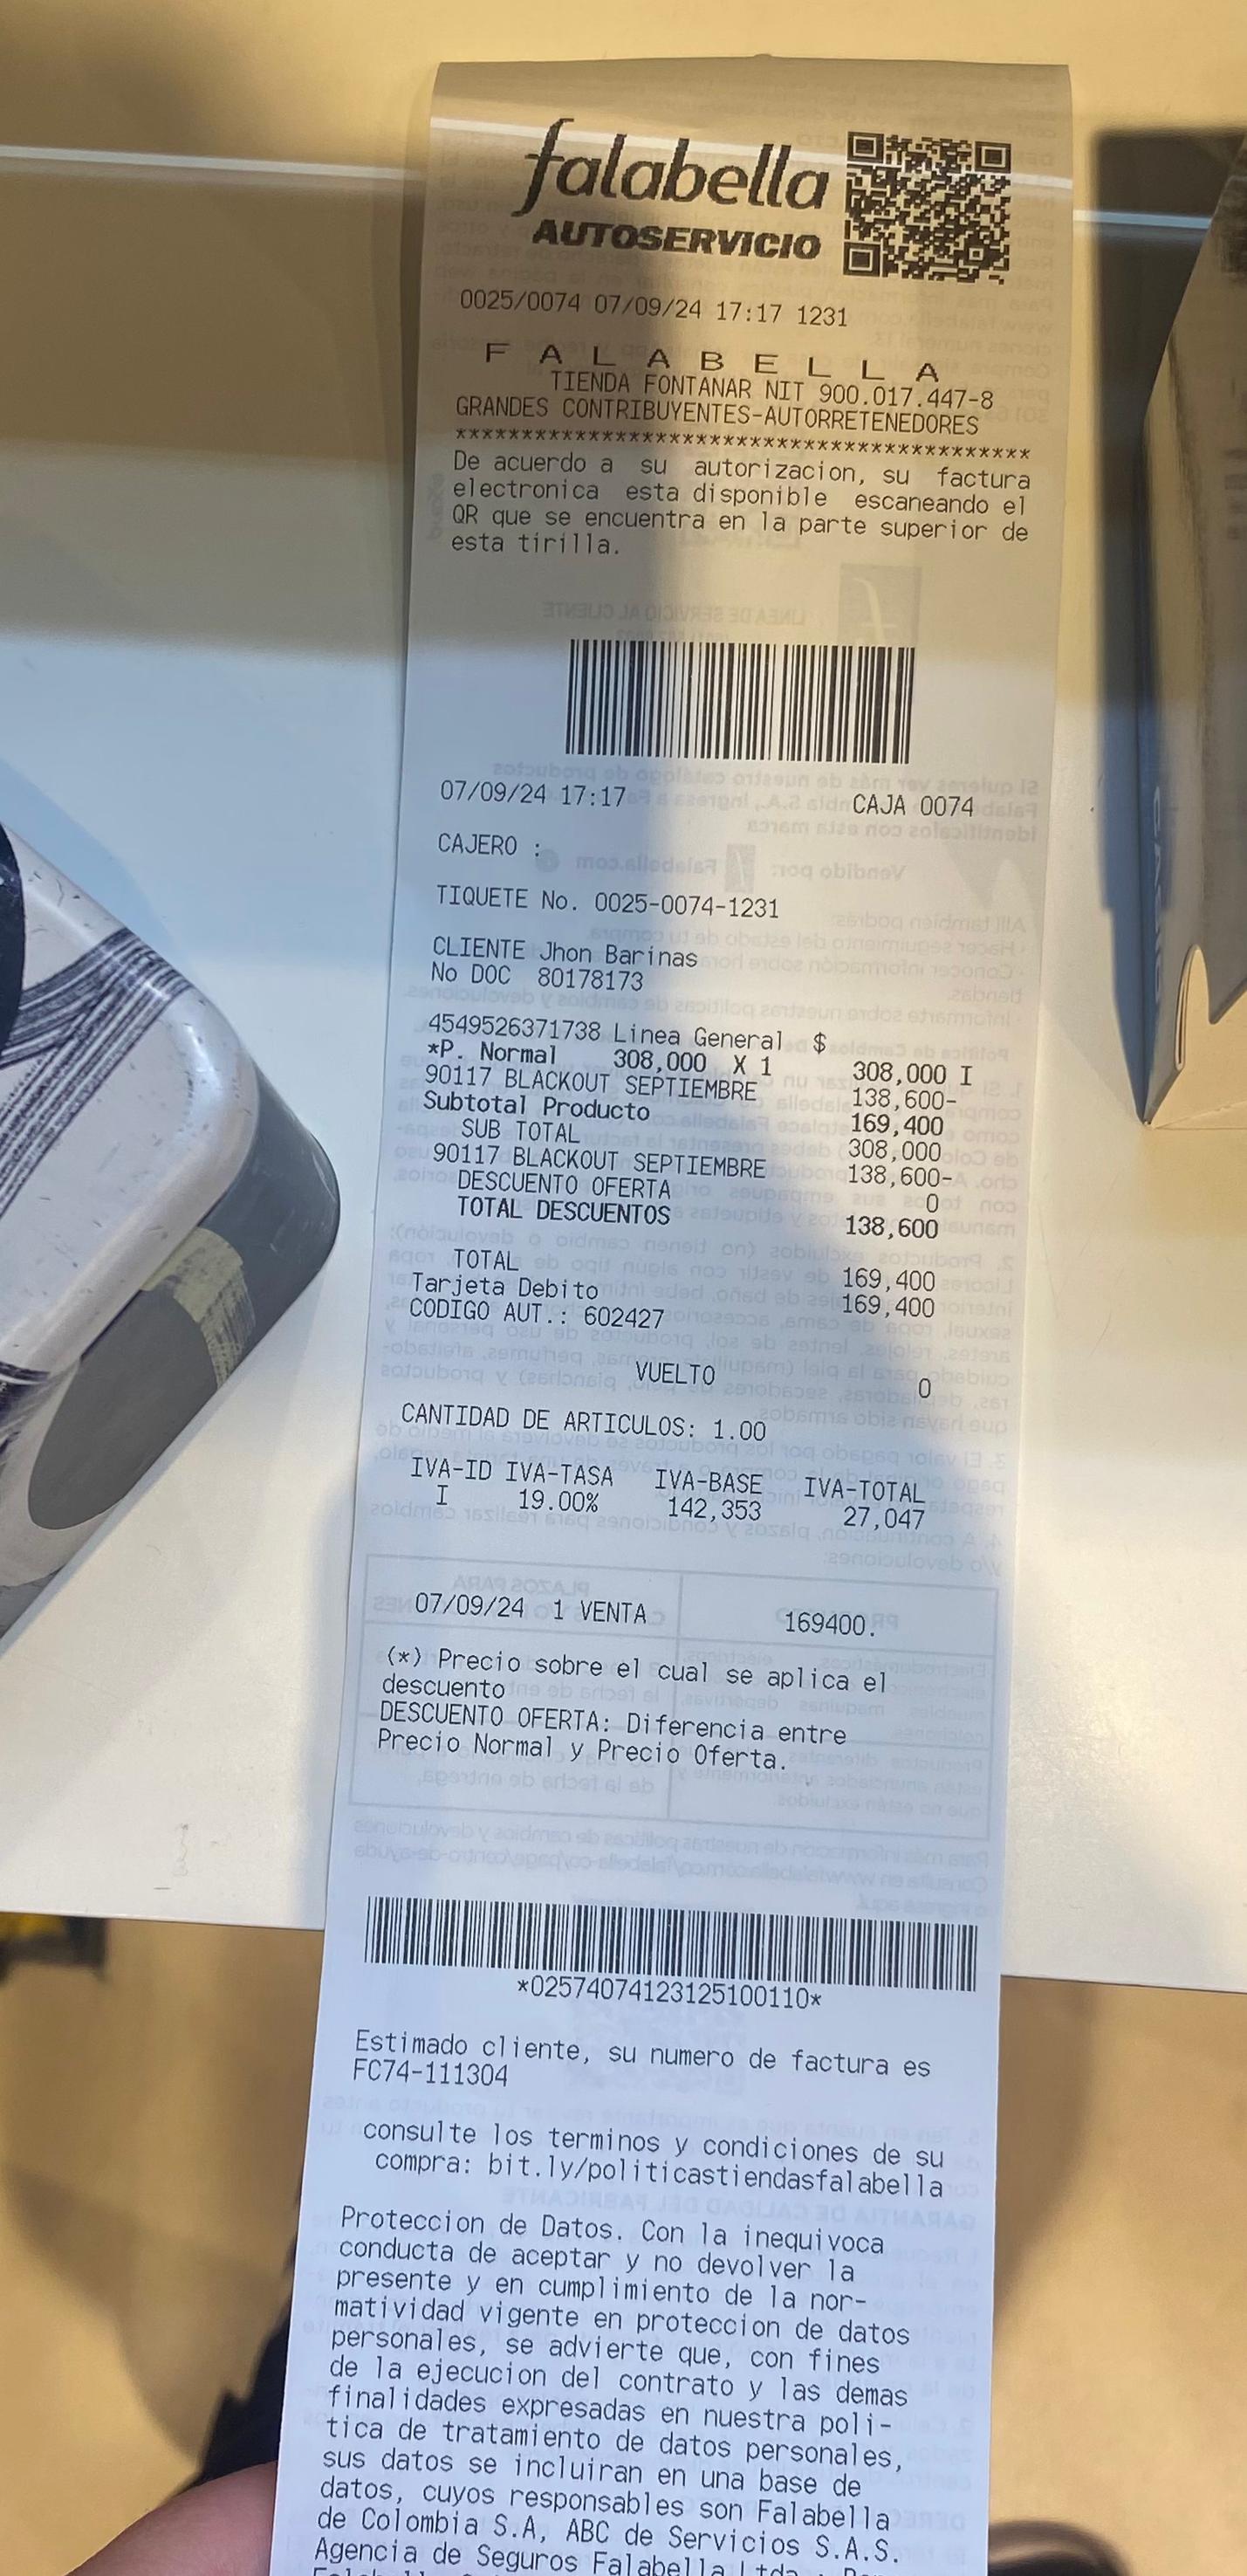 falabella
AUTOSERVICIO
0025/0074 07/09/24 17:17 1231
F A L A B E L L A
TIENDA FONTANAR NIT 900.017.447-8
GRANDES CONTRIBUYENTES-AUTORRETENEDORES
*******************************************
De acuerdo a su autorizacion, su factura
electronica esta disponible escaneando el
QR que se encuentra en la parte superior de
esta tirilla.
07/09/24 17:17 CAJA 0074
CAJERO :
TIQUETE No. 0025-0074-1231
CLIENTE Jhon Barinas
No DOC 80178173
4549526371738 Linea General $
*P. Normal 308,000 X 1 308,000 I
90117 BLACKOUT SEPTIEMBRE 138,600-
Subtotal Producto 169,400
SUB TOTAL 308,000
90117 BLACKOUT SEPTIEMBRE 138,600-
DESCUENTO OFERTA 0
TOTAL DESCUENTOS 138,600
TOTAL 169,400
Tarjeta Debito 169,400
CODIGO AUT.: 602427
VUELTO 0
CANTIDAD DE ARTICULOS: 1.00
IVA-ID IVA-TASA IVA-BASE IVA-TOTAL
I 19.00% 142,353 27,047
07/09/24 1 VENTA 169400.
(*) Precio sobre el cual se aplica el
descuento
DESCUENTO OFERTA: Diferencia entre
Precio Normal y Precio Oferta.
*02574074123125100110*
Estimado cliente, su numero de factura es
FC74-111304
consulte los terminos y condiciones de su
compra: bit.ly/politicastiendasfalabella
Proteccion de Datos. Con la inequivoca
conducta de aceptar y no devolver la
presente y en cumplimiento de la nor-
matividad vigente en proteccion de datos
personales, se advierte que, con fines
de la ejecucion del contrato y las demas
finalidades expresadas en nuestra poli-
tica de tratamiento de datos personales,
sus datos se incluiran en una base de
datos, cuyos responsables son Falabella
de Colombia S.A, ABC de Servicios S.A.S.
Agencia de Seguros Falabella Ltda.